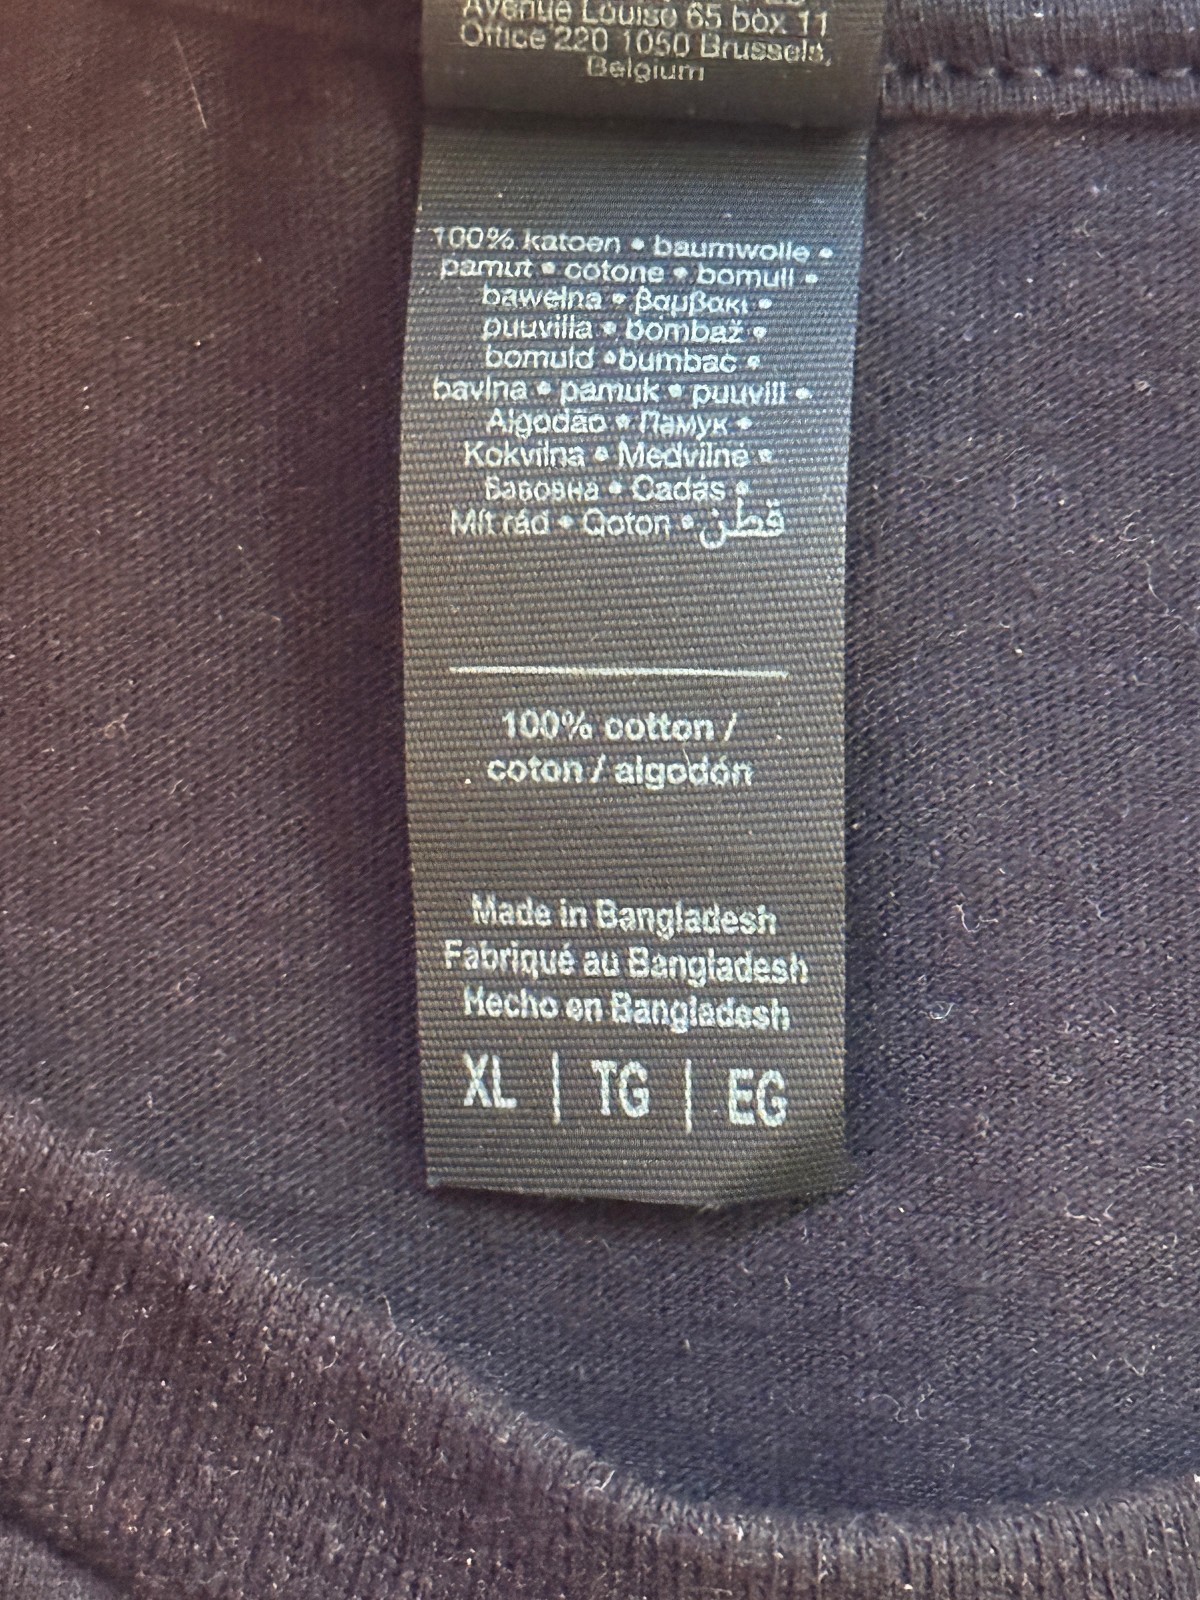 Avenue Louise 65 box 11
Office 220 1050 Brussels,
Belgium
100% katoen • baumwolle •
pamut • cotone • bomull •
bawełna • βαμβακι •
puuvilla • bombaž •
bomuld •bumbac •
bavlna • pamuk • puuvill •
Algodão • Памук •
Kokvilna • Medvilnė •
Бавовна • Cadás •
Mít rád • Qoton • قطن
100% cotton /
coton / algodón
Made in Bangladesh
Fabriqué au Bangladesh
Hecho en Bangladesh
XL | TG | EG